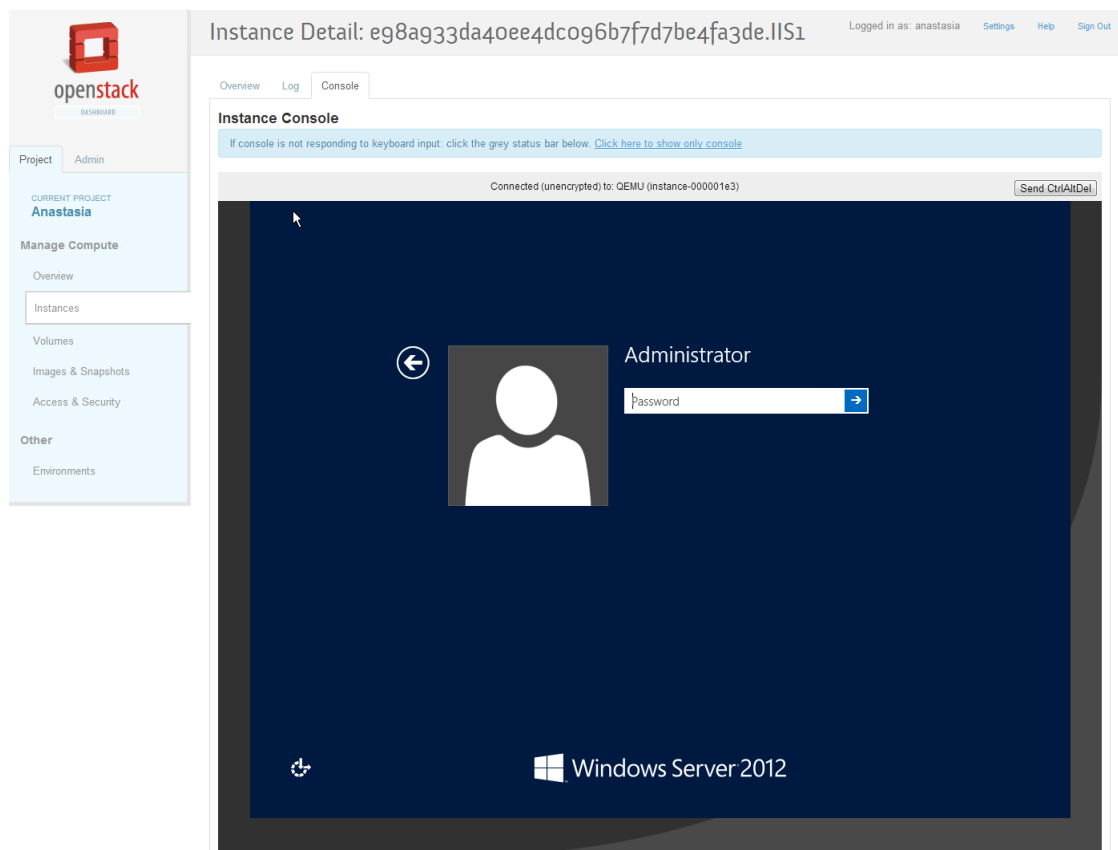 openstack
DASHBOARD
Instance Detail: e98a933da40ee4dc096b7f7d7be4fa3de.IIS1
Logged in as: anastasia Settings Help Sign Out
Project Admin
CURRENT PROJECT
Anastasia
Manage Compute
Overview
Instances
Volumes
Images & Snapshots
Access & Security
Other
Environments
Overview Log Console
Instance Console
If console is not responding to keyboard input: click the grey status bar below. Click here to show only console
Connected (unencrypted) to: QEMU (instance-000001e3)
Send CtrlAltDel
Administrator
Password
Windows Server 2012